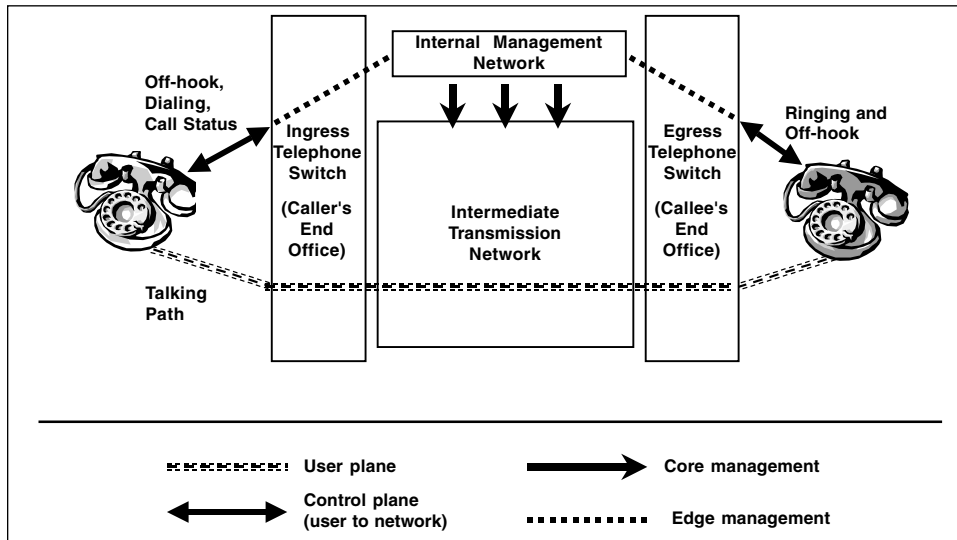 Internal Management
Network
Off-hook,
Dialing,
Call Status
Ingress
Telephone
Switch
(Caller's
End
Office)
Intermediate
Transmission
Network
Egress
Telephone
Switch
(Callee's
End
Office)
Ringing and
Off-hook
Talking
Path
User plane
Core management
Control plane
(user to network)
Edge management